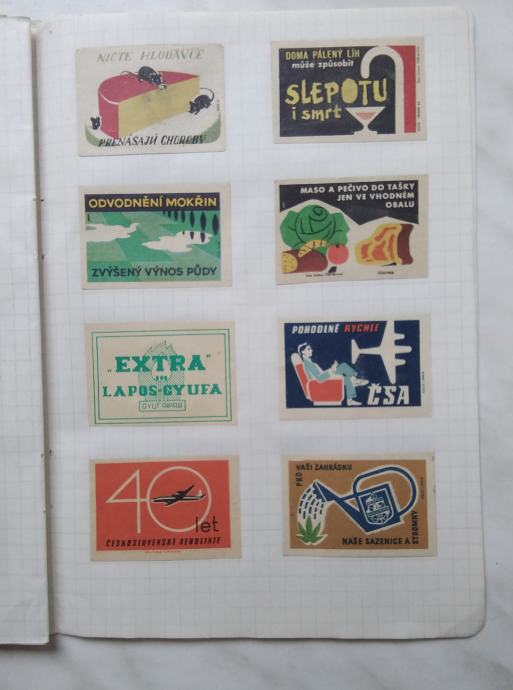 NIČTE HLODAVCE
PRENÁŠAJÚ CHOROBY
DOMA PÁLENÝ LÍH
může způsobit
SLEPOTU
i smrt
ODVODNĚNÍ MOKŘIN
ZVÝŠENÝ VÝNOS PŮDY
MASO A PEČIVO DO TAŠKY
JEN VE VHODNÉM
OBALU
„EXTRA"
LAPOS-GYUFA
GYUFAIPAR
POHODLNĚ RYCHLE
ČSA
40 let
ČESKOSLOVENSKÉ AEROLINIE
PRO VAŠI ZAHRÁDKU
NAŠE SAZENICE A STROMKY